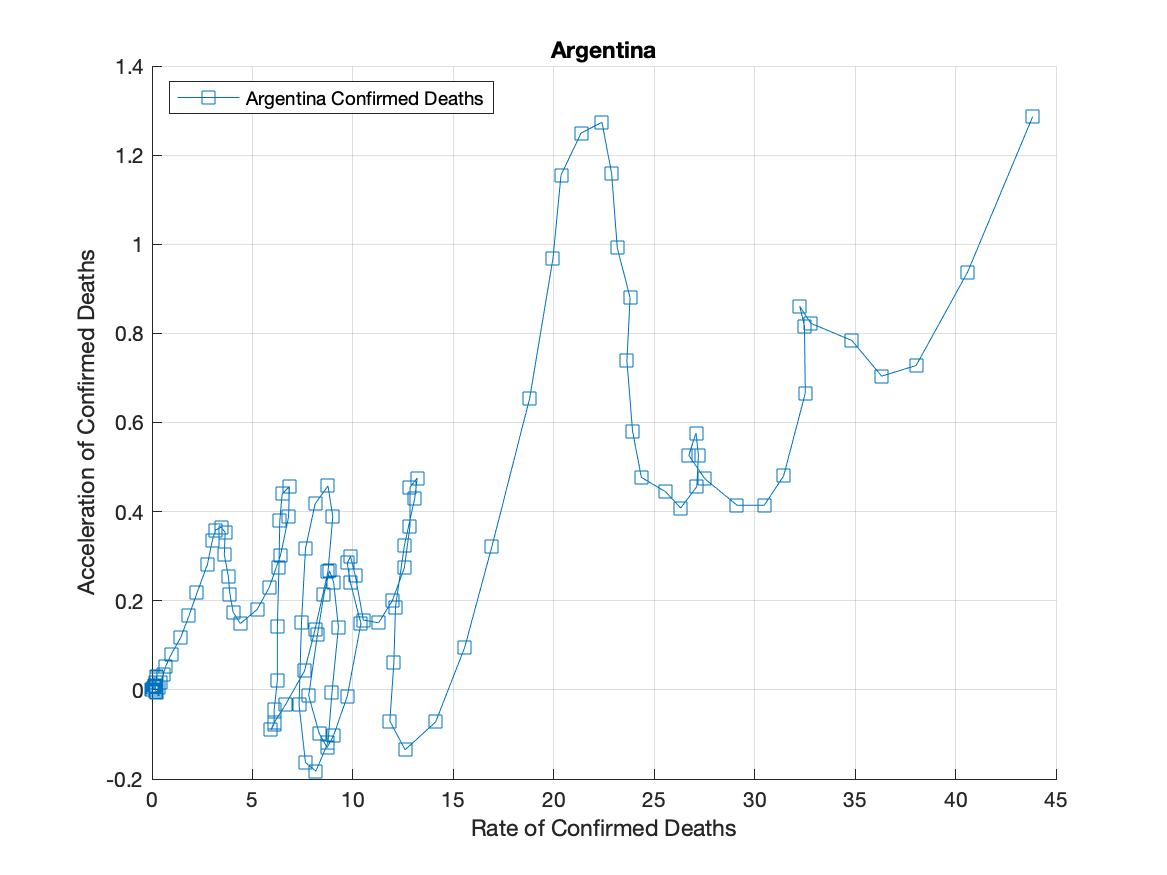 Argentina
1.4
Argentina Confirmed Deaths
1.2
1
0.8
0.6
0.4
0.2
0
-0.2
Acceleration of Confirmed Deaths
0 5 10 15 20 25 30 35 40 45
Rate of Confirmed Deaths